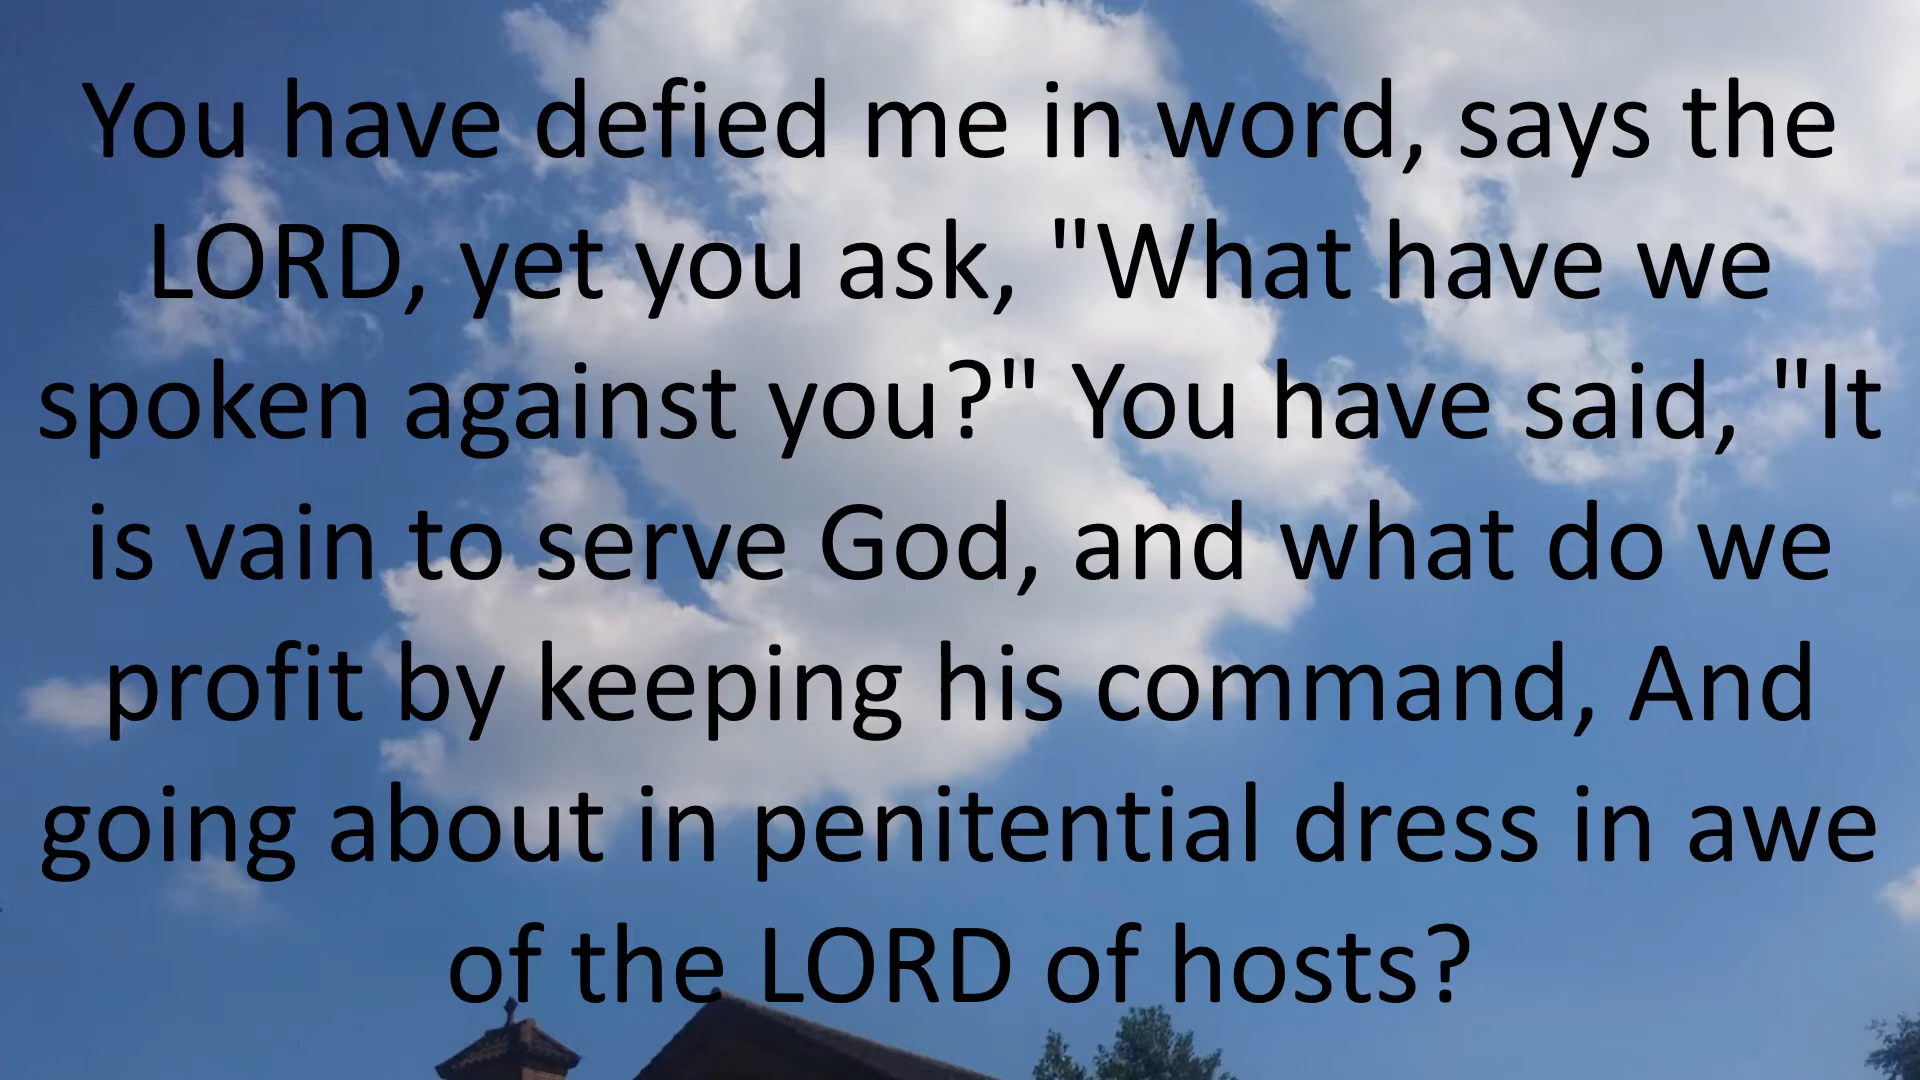 You have defied me in word, says the
LORD, yet you ask, "What have we
spoken against you?" You have said, "It
is vain to serve God, and what do we
profit by keeping his command, And
going about in penitential dress in awe
of the LORD of hosts?